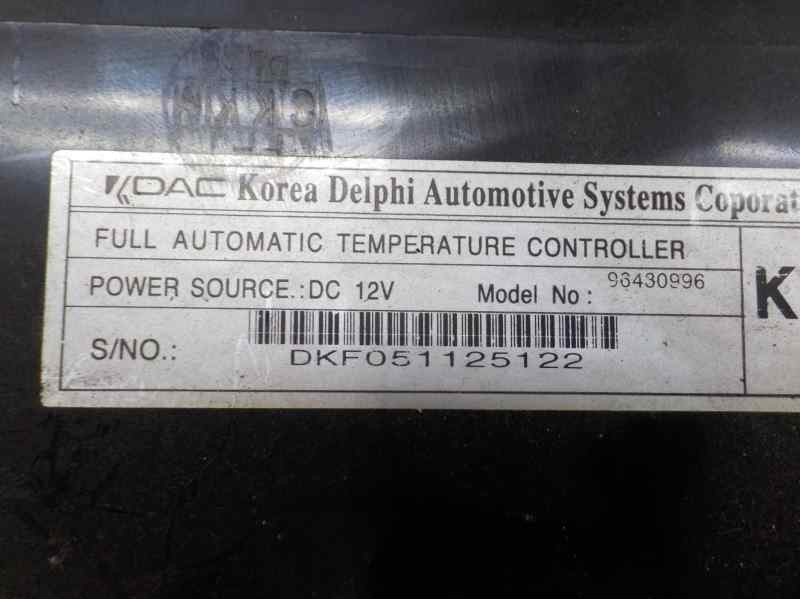 KDAC Korea Delphi Automotive Systems Coporat
FULL AUTOMATIC TEMPERATURE CONTROLLER
POWER SOURCE.:DC 12V Model No : 96430996
K
S/NO.: DKF051125122